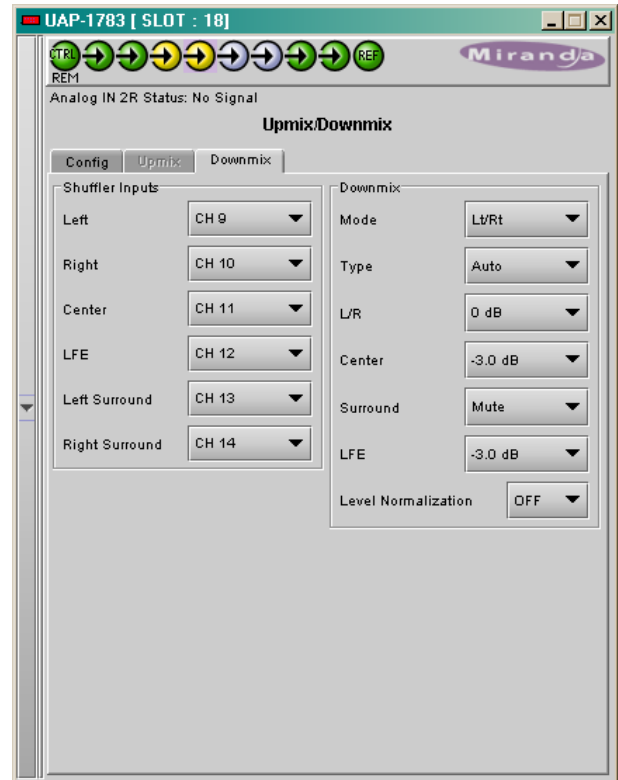 UAP-1783 [ SLOT : 18]
CTRL REF Miranda
REM
Analog IN 2R Status: No Signal
Upmix/Downmix
Config Upmix Downmix
Shuffler Inputs
Left CH 9
Right CH 10
Center CH 11
LFE CH 12
Left Surround CH 13
Right Surround CH 14
Downmix
Mode Lt/Rt
Type Auto
L/R 0 dB
Center -3.0 dB
Surround Mute
LFE -3.0 dB
Level Normalization OFF